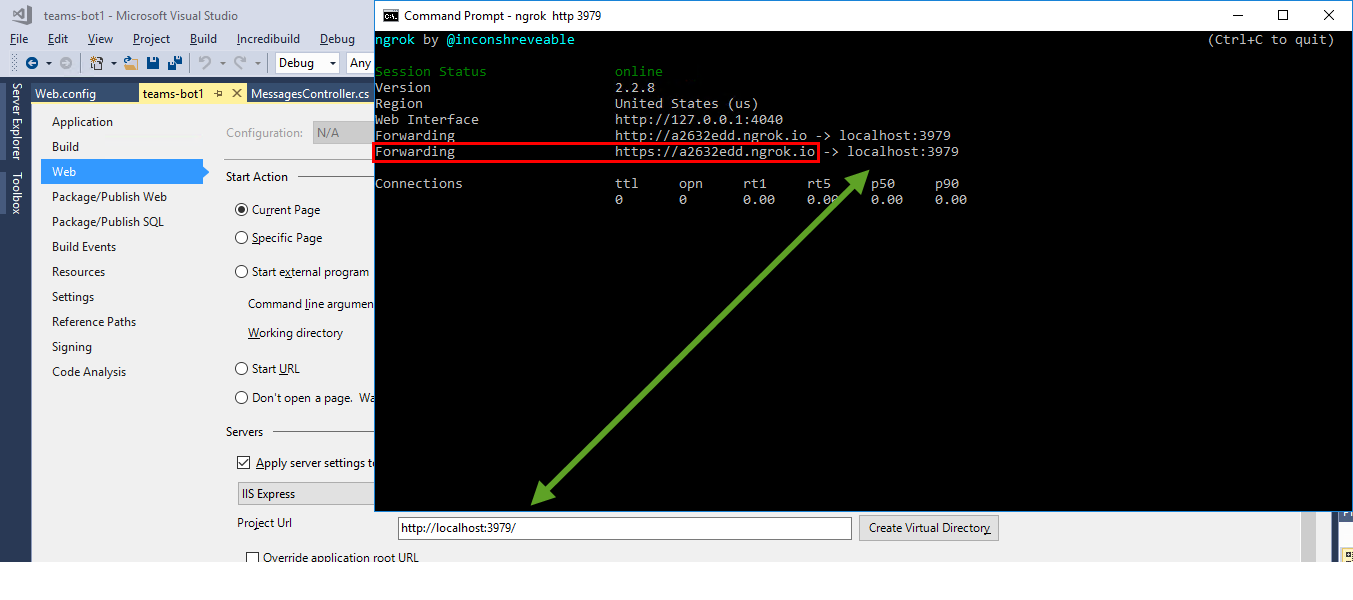 teams-bot1 - Microsoft Visual Studio
File Edit View Project Build Incredibuild Debug
Debug Any
Server Explorer
Toolbox
Web.config teams-bot1 MessagesController.cs
Application
Build
Web
Package/Publish Web
Package/Publish SQL
Build Events
Resources
Settings
Reference Paths
Signing
Code Analysis
Configuration: N/A
Start Action
Current Page
Specific Page
Start external program
Command line argumen
Working directory
Start URL
Don't open a page. Wa
Servers
Apply server settings to
IIS Express
Project Url http://localhost:3979/ Create Virtual Directory
Override application root URL
Command Prompt - ngrok http 3979
ngrok by @inconshreveable (Ctrl+C to quit)
Session Status online
Version 2.2.8
Region United States (us)
Web Interface http://127.0.0.1:4040
Forwarding http://a2632edd.ngrok.io -> localhost:3979
Forwarding https://a2632edd.ngrok.io -> localhost:3979
Connections ttl opn rt1 rt5 p50 p90
0 0 0.00 0.00 0.00 0.00